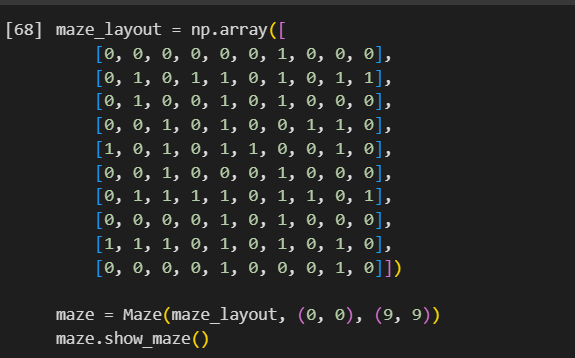 [68] maze_layout = np.array([
[0, 0, 0, 0, 0, 0, 1, 0, 0, 0],
[0, 1, 0, 1, 1, 0, 1, 0, 1, 1],
[0, 1, 0, 0, 1, 0, 1, 0, 0, 0],
[0, 0, 1, 0, 1, 0, 0, 1, 1, 0],
[1, 0, 1, 0, 1, 1, 0, 0, 1, 0],
[0, 0, 1, 0, 0, 0, 1, 0, 0, 0],
[0, 1, 1, 1, 1, 0, 1, 1, 0, 1],
[0, 0, 0, 0, 1, 0, 1, 0, 0, 0],
[1, 1, 1, 0, 1, 0, 1, 0, 1, 0],
[0, 0, 0, 0, 1, 0, 0, 0, 1, 0]])
maze = Maze(maze_layout, (0, 0), (9, 9))
maze.show_maze()